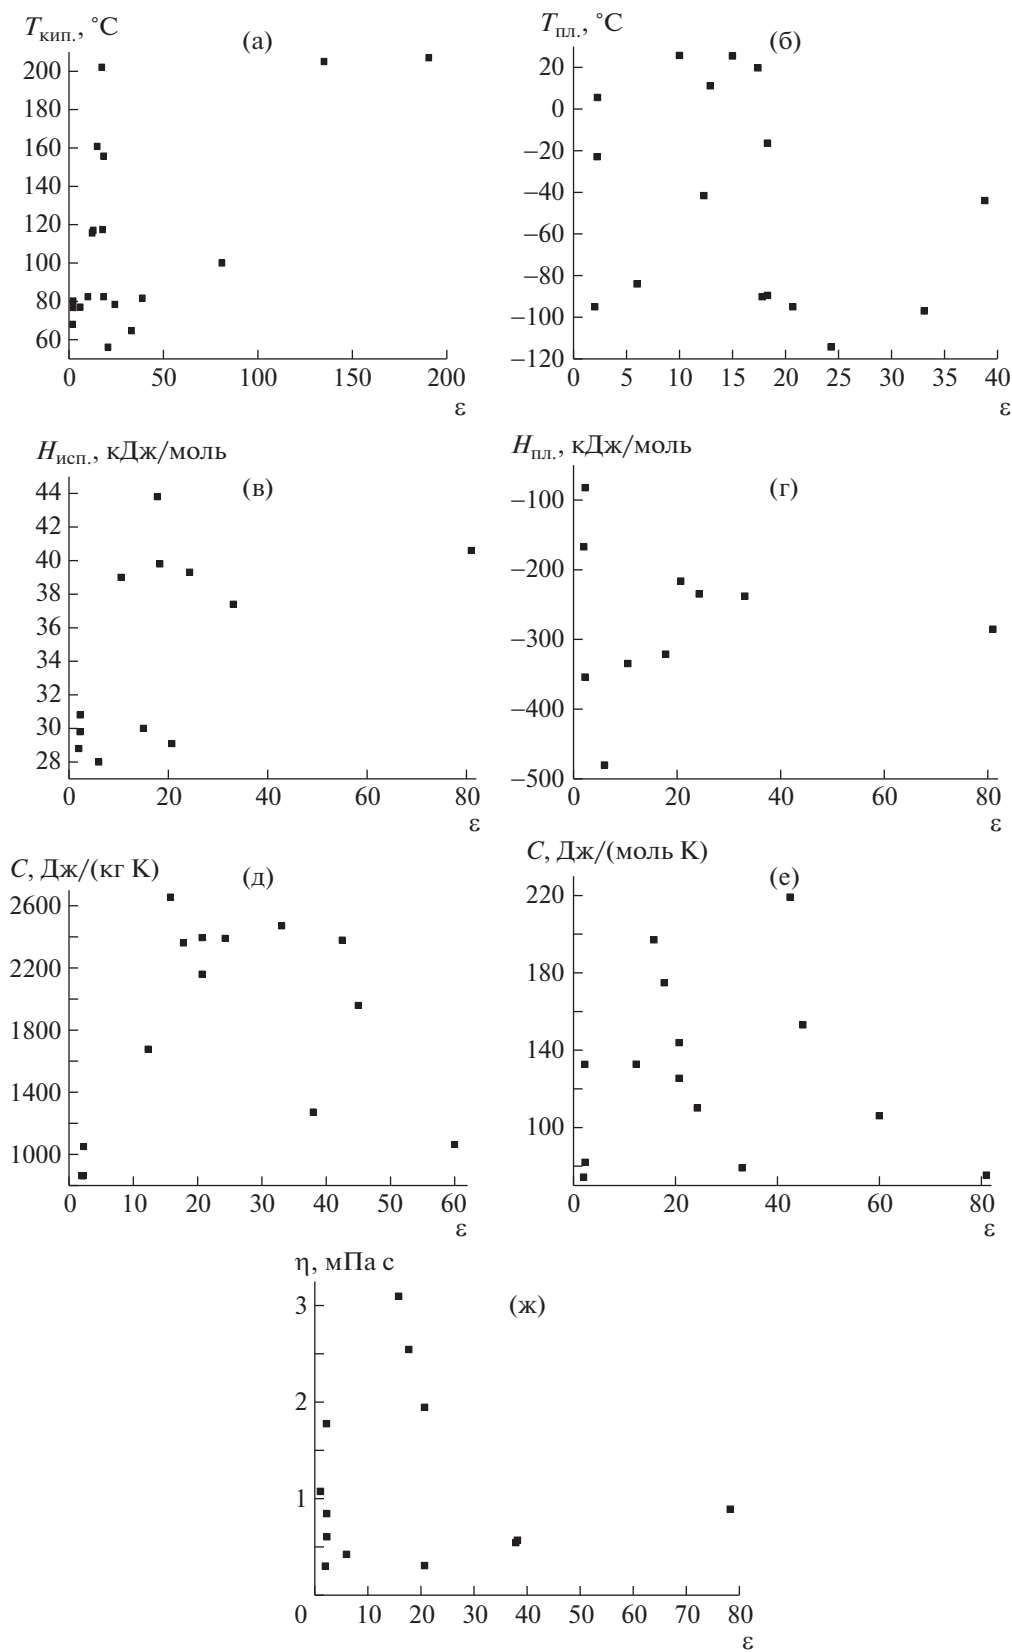 Tкип., °C
(а)
200
180
160
140
120
100
80
60
0 50 100 150 200
ε
Tпл., °C
(б)
20
0
–20
–40
–60
–80
–100
–120
0 5 10 15 20 25 30 35 40
ε
Hисп., кДж/моль
(в)
44
42
40
38
36
34
32
30
28
0 20 40 60 80
ε
Hпл., кДж/моль
(г)
–100
–200
–300
–400
–500
0 20 40 60 80
ε
C, Дж/(кг К)
(д)
2600
2200
1800
1400
1000
0 10 20 30 40 50 60
ε
C, Дж/(моль К)
(е)
220
180
140
100
0 20 40 60 80
ε
η, мПа с
(ж)
3
2
1
0 10 20 30 40 50 60 70 80
ε